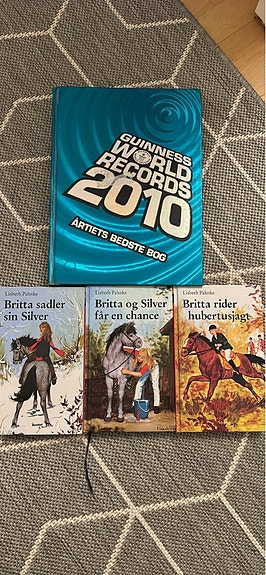 GUINNESS
WORLD
RECORDS
2010
ÅRTIETS BEDSTE BOG
Lisbeth Pahnke
Britta sadler
sin Silver
Lisbeth Pahnke
Britta og Silver
får en chance
Lisbeth Pahnke
Britta rider
hubertusjagt